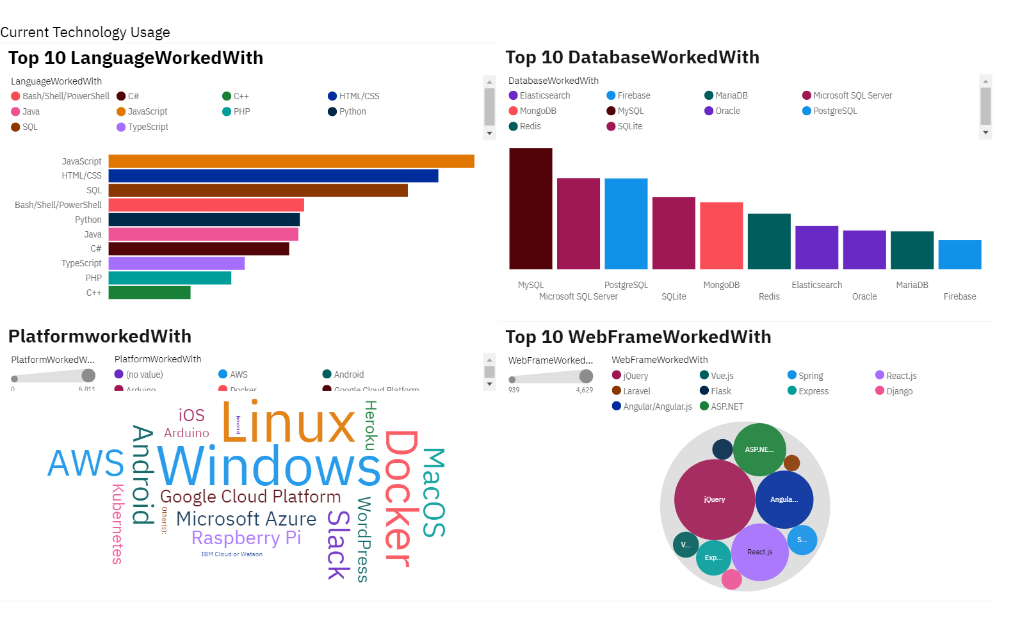 Current Technology Usage
Top 10 LanguageWorkedWith
LanguageWorkedWith
Bash/Shell/PowerShell C# C++ HTML/CSS
Java JavaScript PHP Python
SQL TypeScript
JavaScript
HTML/CSS
SQL
Bash/Shell/PowerShell
Python
Java
C#
TypeScript
PHP
C++
Top 10 DatabaseWorkedWith
DatabaseWorkedWith
Elasticsearch Firebase MariaDB Microsoft SQL Server
MongoDB MySQL Oracle PostgreSQL
Redis SQLite
MySQL PostgreSQL MongoDB Elasticsearch MariaDB
Microsoft SQL Server SQLite Redis Oracle Firebase
PlatformworkedWith
PlatformWorkedW... PlatformWorkedWith
(no value) AWS Android
0 6,811 Arduino Docker Google Cloud Platform
iOS
Linux
Heroku
Arduino
Android
AWS
Windows
Docker
MacOS
Kubernetes
Google Cloud Platform
Other(s):
Microsoft Azure
Slack
WordPress
Raspberry Pi
IBM Cloud or Watson
Top 10 WebFrameWorkedWith
WebFrameWorked... WebFrameWorkedWith
jQuery Vue.js Spring React.js
939 4,629 Laravel Flask Express Django
Angular/Angular.js ASP.NET
ASP.NE...
jQuery
Angula...
V...
Exp...
React.js
S...